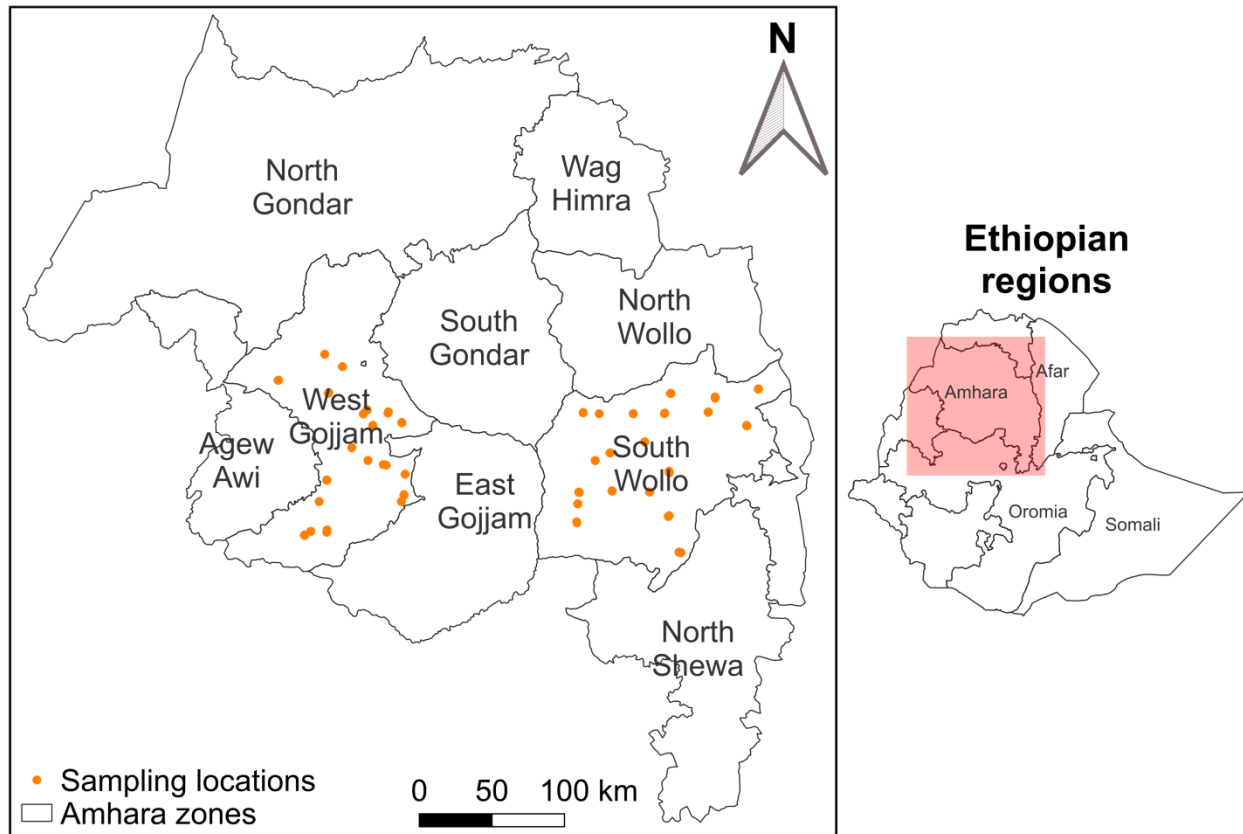 N
North
Gondar
Wag
Himra
South
Gondar
North
Wollo
West
Gojjam
Agew
Awi
East
Gojjam
South
Wollo
North
Shewa
Sampling locations
Amhara zones
0 50 100 km
Ethiopian
regions
Afar
Amhara
Oromia
Somali